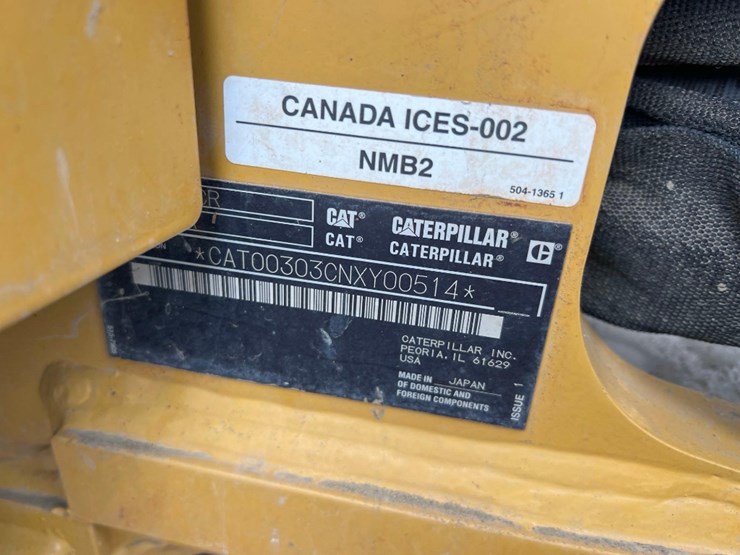 CANADA ICES-002
NMB2
504-1365 1
CR
CAT® CATERPILLAR®
CAT® CATERPILLAR® C®
*CAT00303CNXY00514*
CATERPILLAR INC.
PEORIA, IL 61629
USA
MADE IN JAPAN
OF DOMESTIC AND
FOREIGN COMPONENTS
ISSUE 1